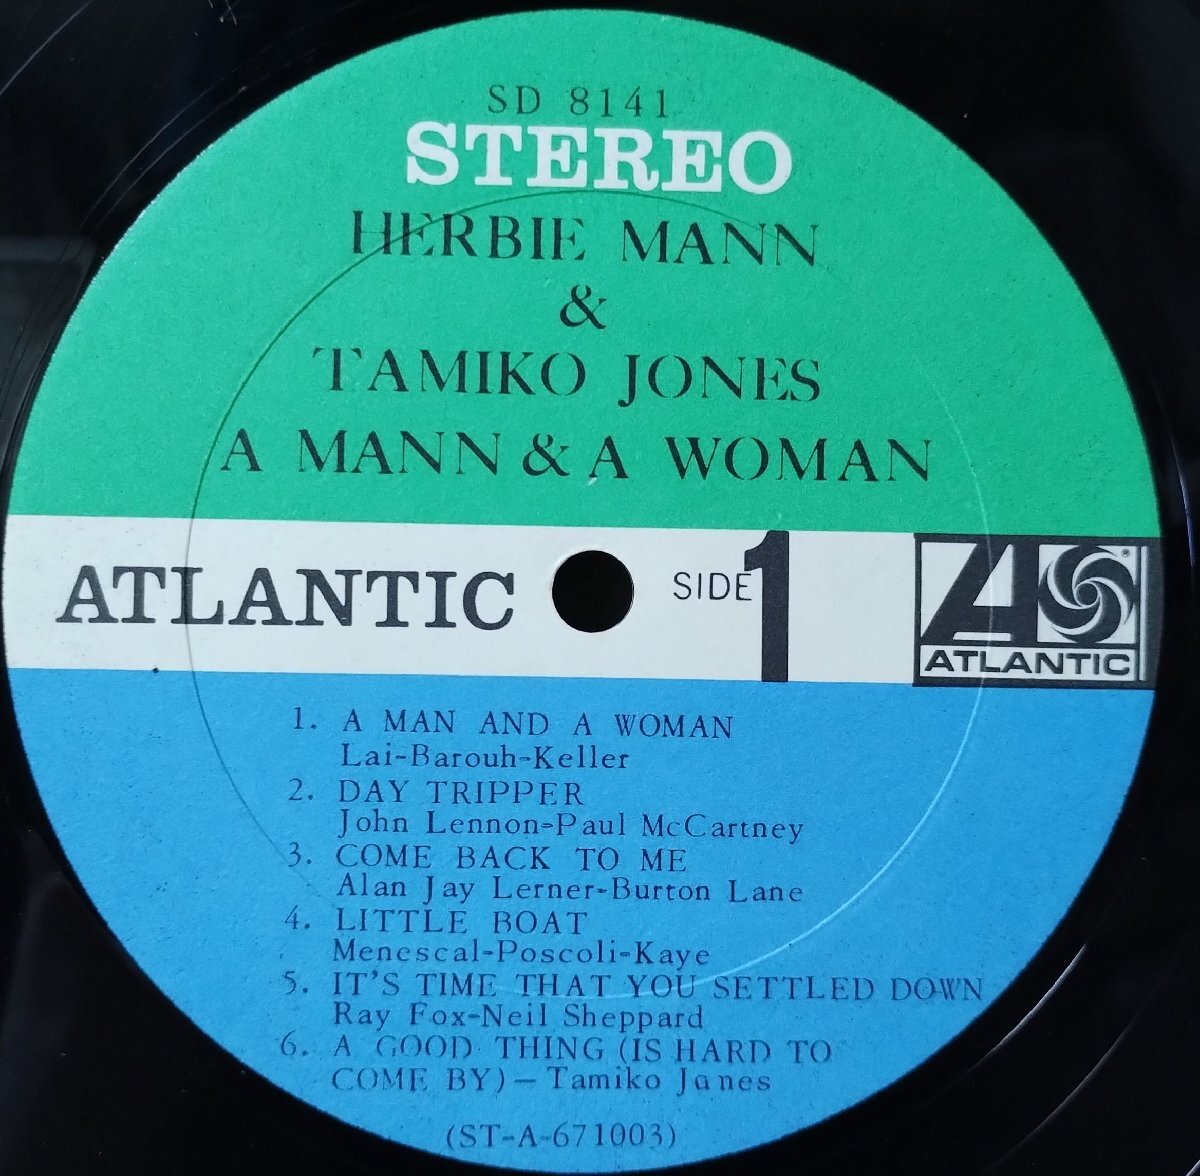 SD 8141
STEREO
HERBIE MANN
&
TAMIKO JONES
A MANN & A WOMAN
ATLANTIC
SIDE 1
ATLANTIC
1. A MAN AND A WOMAN
Lai-Barouh-Keller
2. DAY TRIPPER
John Lennon-Paul McCartney
3. COME BACK TO ME
Alan Jay Lerner-Burton Lane
4. LITTLE BOAT
Menescal-Poscoli-Kaye
5. IT'S TIME THAT YOU SETTLED DOWN
Ray Fox-Neil Sheppard
6. A GOOD THING (IS HARD TO
COME BY) — Tamiko Jones
(ST-A-671003)